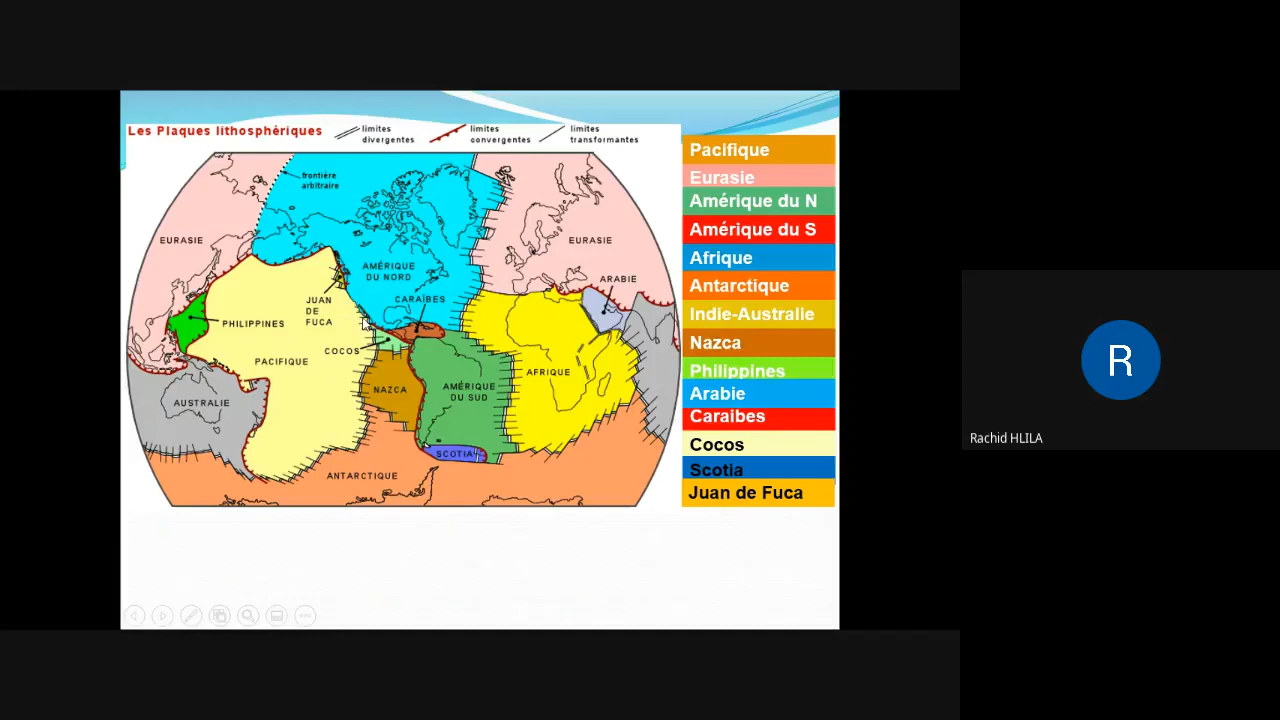 Les Plaques lithosphériques
limites
divergentes
limites
convergentes
limites
transformantes
frontière
arbitraire
EURASIE
EURASIE
AMÉRIQUE
DU NORD
ARABIE
JUAN
DE
FUCA
CARAÏBES
PHILIPPINES
COCOS
PACIFIQUE
NAZCA
AMÉRIQUE
DU SUD
AFRIQUE
AUSTRALIE
SCOTIA
ANTARCTIQUE
Pacifique
Eurasie
Amérique du N
Amérique du S
Afrique
Antarctique
Indie-Australie
Nazca
Philippines
Arabie
Caraibes
Cocos
Scotia
Juan de Fuca
R
Rachid HLILA